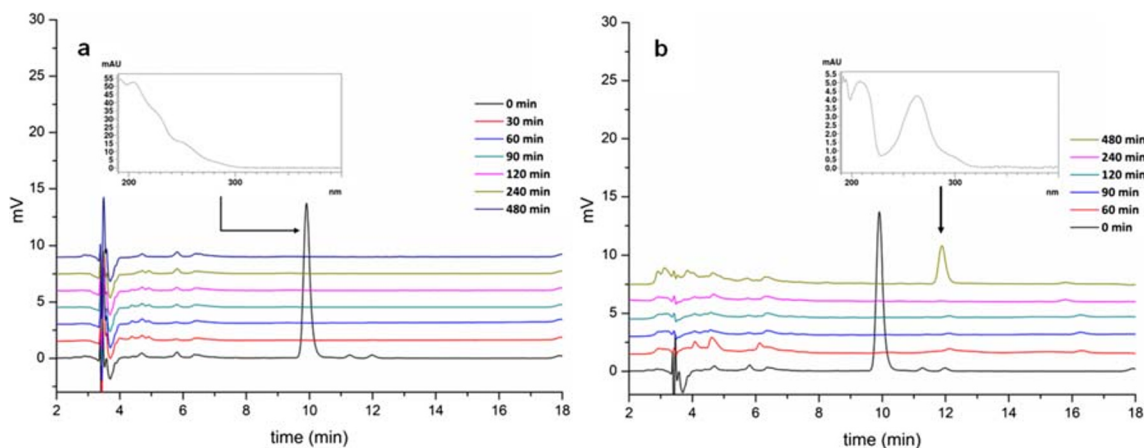 a
mAU
55
50
45
40
35
30
25
20
15
10
5
0
200 300 nm
0 min
30 min
60 min
90 min
120 min
240 min
480 min
30
25
20
15
10
5
0
mV
2 4 6 8 10 12 14 16 18
time (min)
b
mAU
5.5
5.0
4.5
4.0
3.5
3.0
2.5
2.0
1.5
1.0
0.5
0.0
200 300 nm
480 min
240 min
120 min
90 min
60 min
0 min
30
25
20
15
10
5
0
mV
2 4 6 8 10 12 14 16 18
time (min)